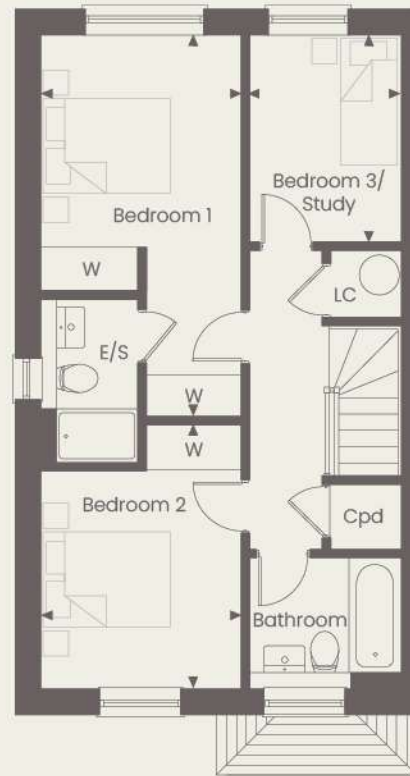 Bedroom 1
Bedroom 3/
Study
W
LC
E/S
W
W
Bedroom 2
Cpd
Bathroom